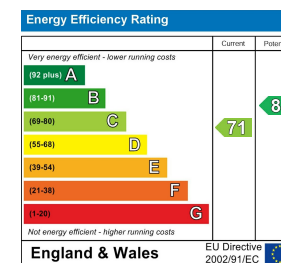 Energy Efficiency Rating
Current
Very energy efficient - lower running costs
(92 plus) A
(81-91) B
(69-80) C
71
(55-68) D
(39-54) E
(21-38) F
(1-20) G
Not energy efficient - higher running costs
England & Wales
EU Directive
2002/91/EC